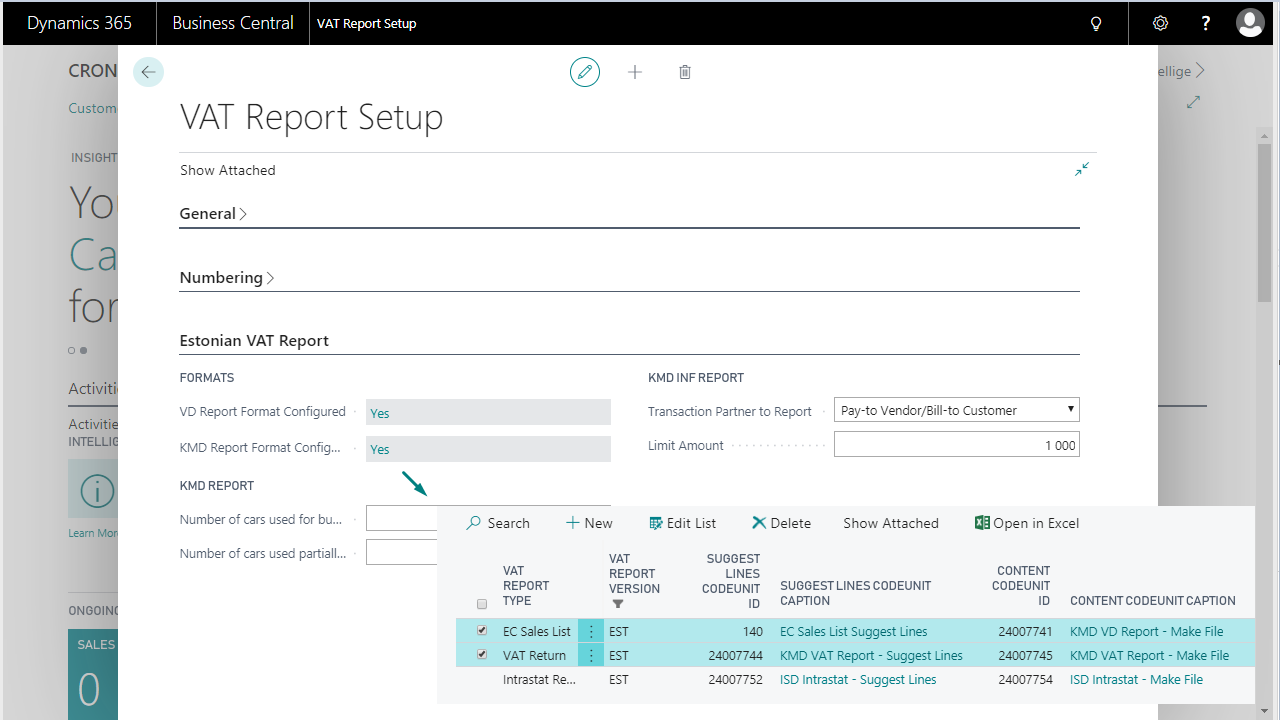 Dynamics 365 Business Central VAT Report Setup ?
CRON
ellige
Custom
VAT Report Setup
INSIGHT
Show Attached
Yo
Ca
for
General
Numbering
Estonian VAT Report
FORMATS KMD INF REPORT
Activiti
VD Report Format Configured Yes Transaction Partner to Report Pay-to Vendor/Bill-to Customer
Activitie
INTELLIG
KMD Report Format Config... Yes Limit Amount 1 000
KMD REPORT
Number of cars used for bu...
Learn More
Number of cars used partiall...
Search New Edit List Delete Show Attached Open in Excel
VAT REPORT TYPE
VAT REPORT VERSION
SUGGEST LINES CODEUNIT ID
SUGGEST LINES CODEUNIT CAPTION
CONTENT CODEUNIT ID
CONTENT CODEUNIT CAPTION
EC Sales List EST 140 EC Sales List Suggest Lines 24007741 KMD VD Report - Make File
VAT Return EST 24007744 KMD VAT Report - Suggest Lines 24007745 KMD VAT Report - Make File
Intrastat Re... EST 24007752 ISD Intrastat - Suggest Lines 24007754 ISD Intrastat - Make File
ONGOING
SALES
0